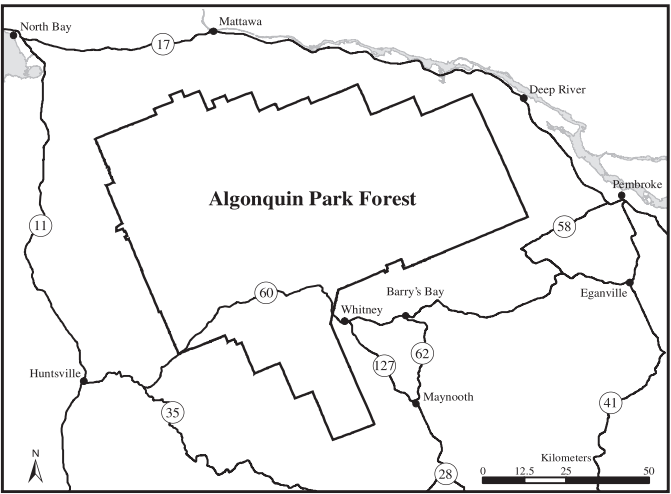 North Bay
Mattawa
17
Deep River
Pembroke
Algonquin Park Forest
11
58
60
Barry's Bay
Eganville
Whitney
62
127
Huntsville
Maynooth
35
41
N
Kilometers
28
0 12.5 25 50